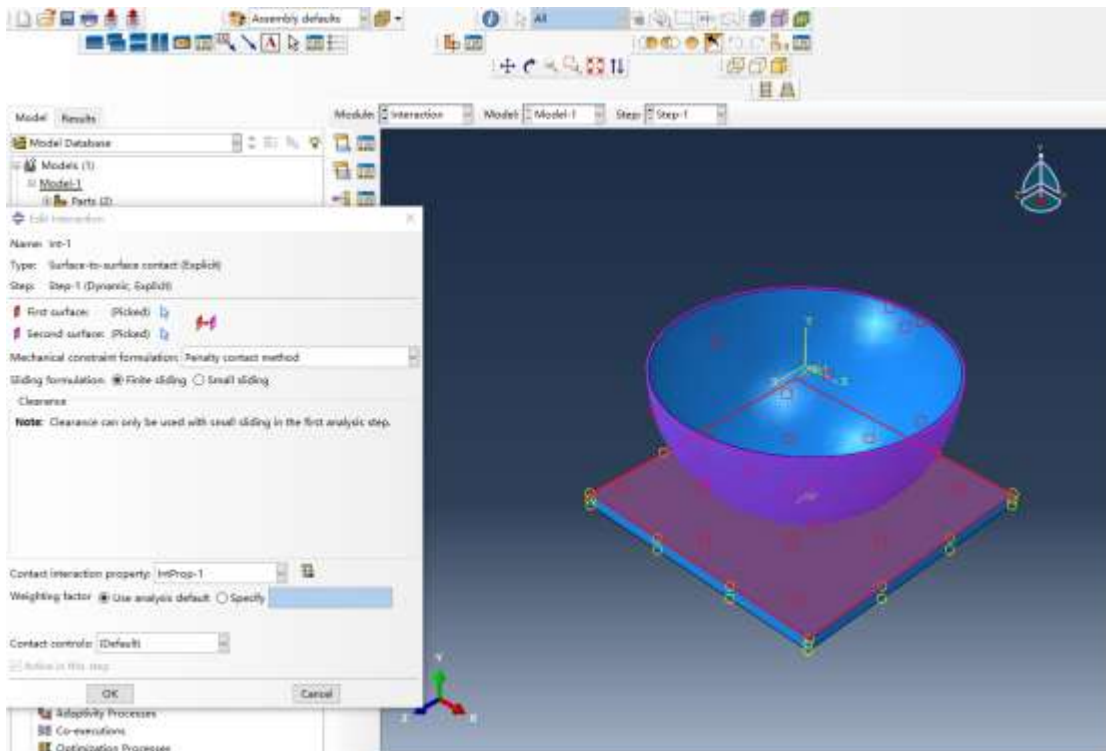 Assembly defaults
All
Model Results
Module: Interaction Model: Model-1 Step: Step-1
Model Database
Models (1)
Model-1
Parts (2)
Edit Interaction
Name: Int-1
Type: Surface-to-surface contact (Explicit)
Step: Step-1 (Dynamic, Explicit)
First surface: (Picked)
Second surface: (Picked)
Mechanical constraint formulation: Penalty contact method
Sliding formulation: Finite sliding Small sliding
Clearance
Note: Clearance can only be used with small sliding in the first analysis step.
Contact interaction property: IntProp-1
Weighting factor Use analysis default Specify
Contact controls: (Default)
Active in this step
OK Cancel
Adaptivity Processes
Co-executions
Optimization Processes
Y
Y
Z